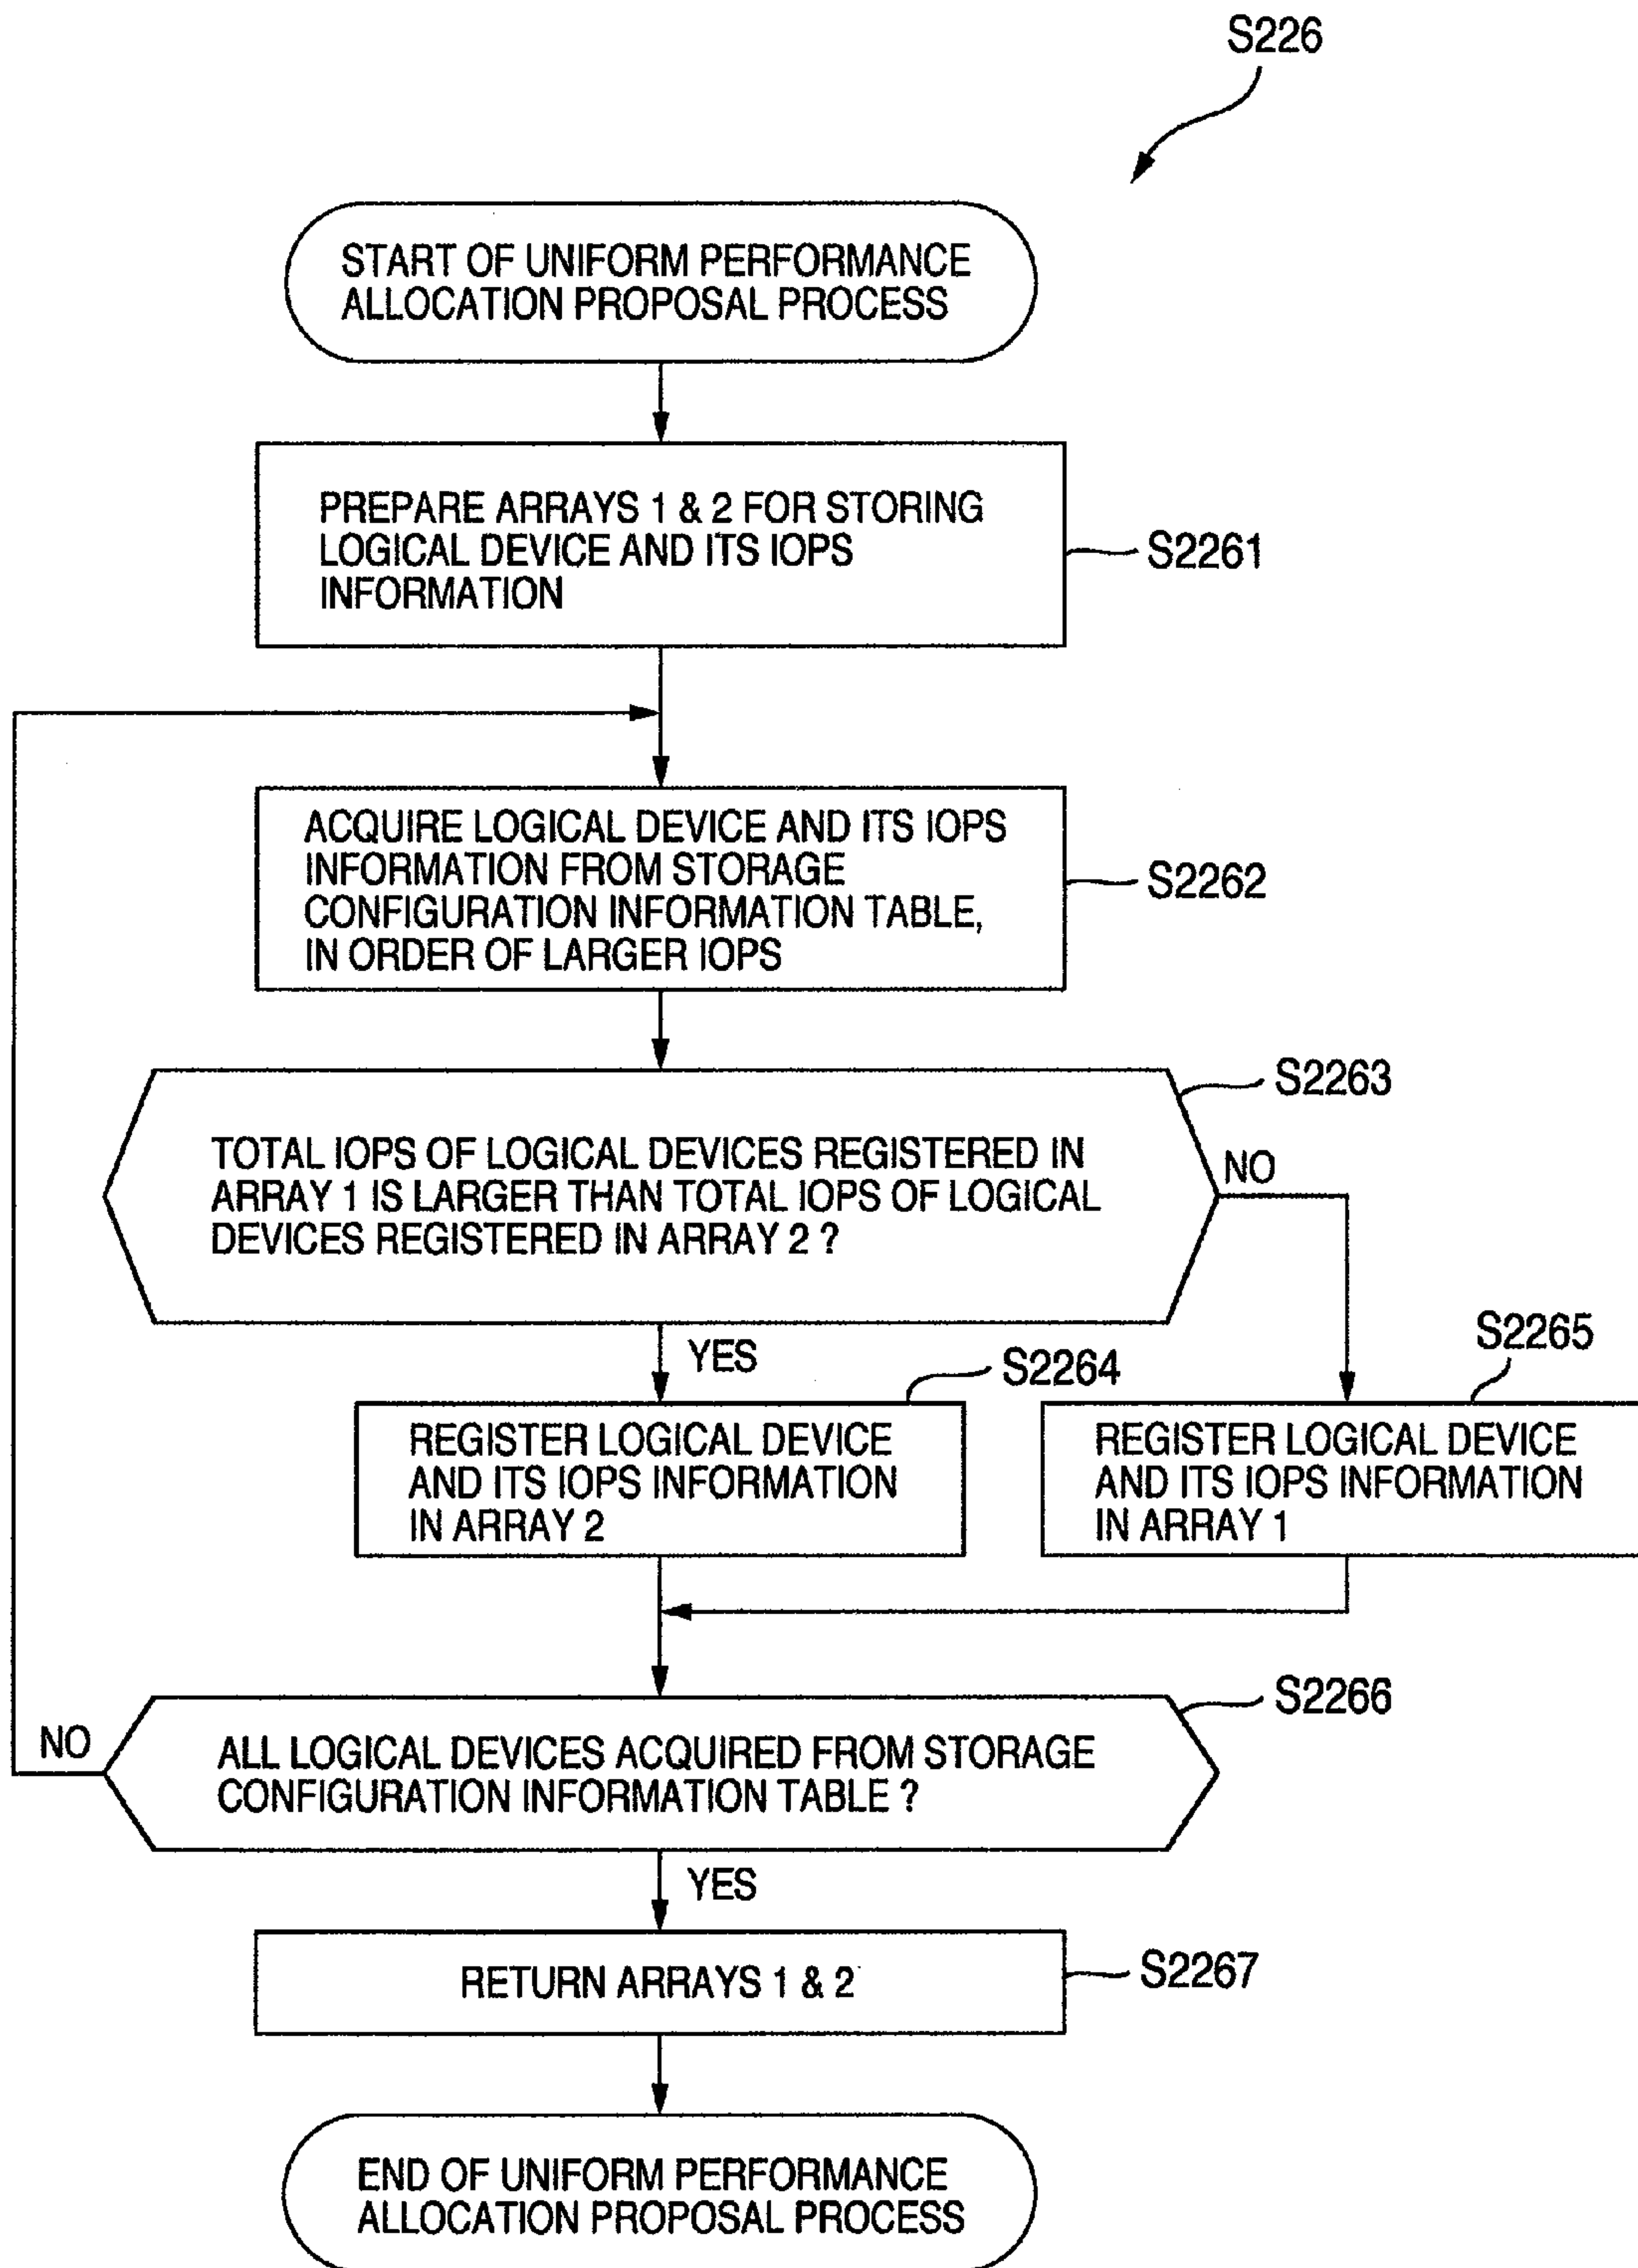 S226
START OF UNIFORM PERFORMANCE
ALLOCATION PROPOSAL PROCESS
PREPARE ARRAYS 1 & 2 FOR STORING
LOGICAL DEVICE AND ITS IOPS
INFORMATION
S2261
ACQUIRE LOGICAL DEVICE AND ITS IOPS
INFORMATION FROM STORAGE
CONFIGURATION INFORMATION TABLE,
IN ORDER OF LARGER IOPS
S2262
S2263
TOTAL IOPS OF LOGICAL DEVICES REGISTERED IN
ARRAY 1 IS LARGER THAN TOTAL IOPS OF LOGICAL
DEVICES REGISTERED IN ARRAY 2 ?
NO
YES
S2264
S2265
REGISTER LOGICAL DEVICE
AND ITS IOPS INFORMATION
IN ARRAY 2
REGISTER LOGICAL DEVICE
AND ITS IOPS INFORMATION
IN ARRAY 1
S2266
NO
ALL LOGICAL DEVICES ACQUIRED FROM STORAGE
CONFIGURATION INFORMATION TABLE ?
YES
RETURN ARRAYS 1 & 2
S2267
END OF UNIFORM PERFORMANCE
ALLOCATION PROPOSAL PROCESS